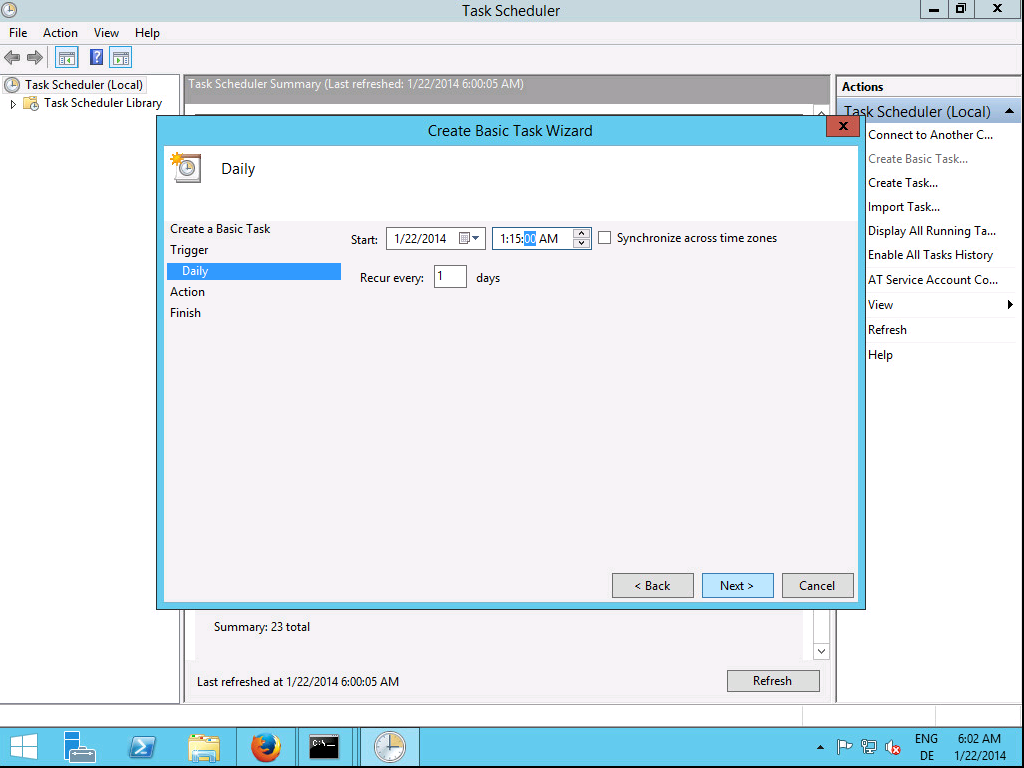 Task Scheduler
File Action View Help
Task Scheduler (Local)
Task Scheduler Library
Task Scheduler Summary (Last refreshed: 1/22/2014 6:00:05 AM)
Actions
Task Scheduler (Local)
Connect to Another C...
Create Basic Task...
Create Task...
Import Task...
Display All Running Ta...
Enable All Tasks History
AT Service Account Co...
View
Refresh
Help
Create Basic Task Wizard
Daily
Create a Basic Task
Trigger
Daily
Action
Finish
Start: 1/22/2014 1:15:00 AM Synchronize across time zones
Recur every: 1 days
< Back Next > Cancel
Summary: 23 total
Last refreshed at 1/22/2014 6:00:05 AM
Refresh
C:\_
ENG
DE
6:02 AM
1/22/2014